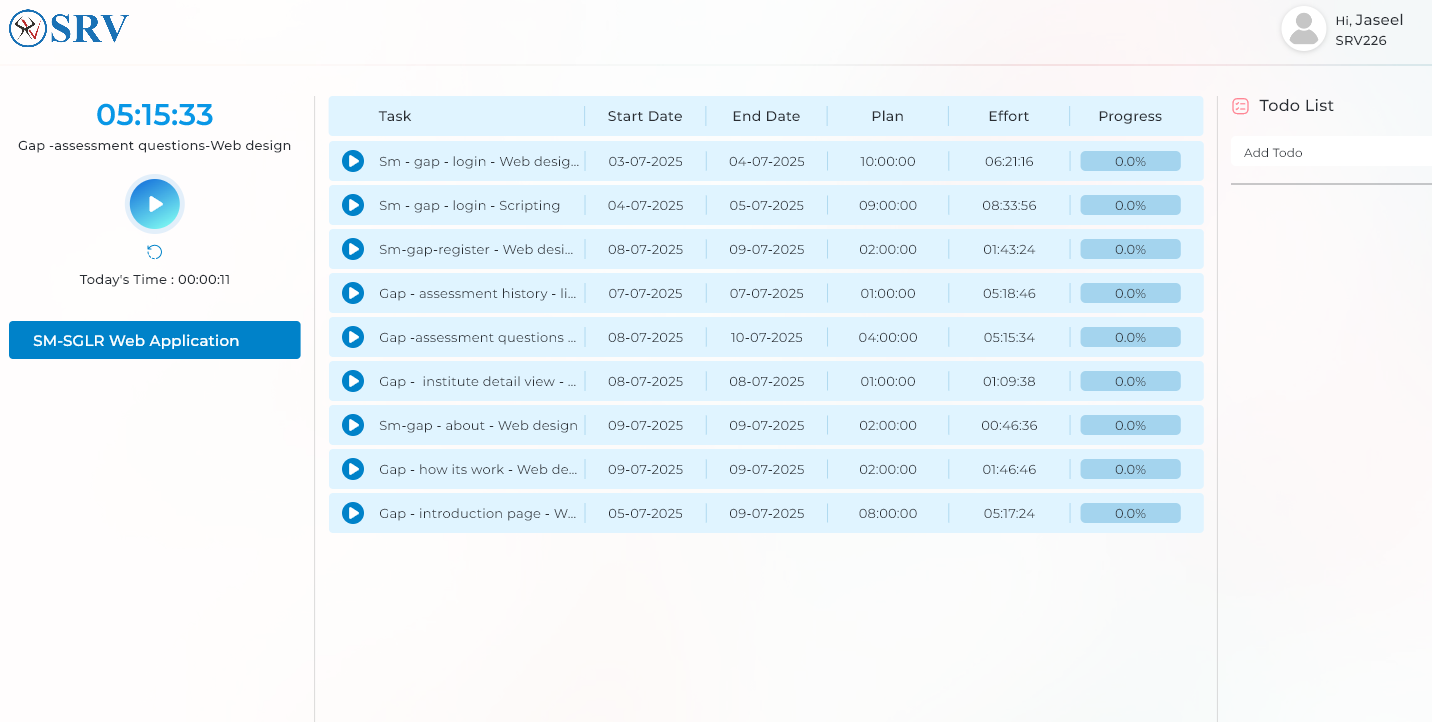 SRV
Hi, Jaseel
SRV226
05:15:33
Gap -assessment questions-Web design
Today's Time : 00:00:11
SM-SGLR Web Application
Task Start Date End Date Plan Effort Progress
Sm - gap - login - Web desig... 03-07-2025 04-07-2025 10:00:00 06:21:16 0.0%
Sm - gap - login - Scripting 04-07-2025 05-07-2025 09:00:00 08:33:56 0.0%
Sm-gap-register - Web desi... 08-07-2025 09-07-2025 02:00:00 01:43:24 0.0%
Gap - assessment history - li... 07-07-2025 07-07-2025 01:00:00 05:18:46 0.0%
Gap -assessment questions ... 08-07-2025 10-07-2025 04:00:00 05:15:34 0.0%
Gap -  institute detail view - ... 08-07-2025 08-07-2025 01:00:00 01:09:38 0.0%
Sm-gap - about - Web design 09-07-2025 09-07-2025 02:00:00 00:46:36 0.0%
Gap - how its work - Web de... 09-07-2025 09-07-2025 02:00:00 01:46:46 0.0%
Gap - introduction page - W... 05-07-2025 09-07-2025 08:00:00 05:17:24 0.0%
Todo List
Add Todo